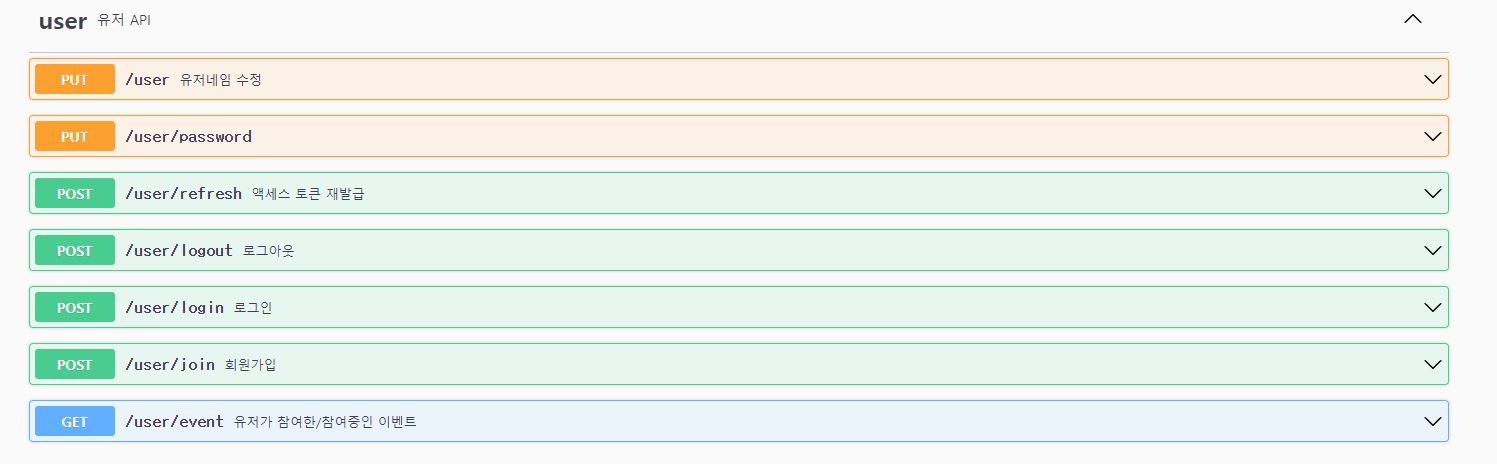 user 유저 API
PUT /user 유저네임 수정
PUT /user/password
POST /user/refresh 액세스 토큰 재발급
POST /user/logout 로그아웃
POST /user/login 로그인
POST /user/join 회원가입
GET /user/event 유저가 참여한/참여중인 이벤트